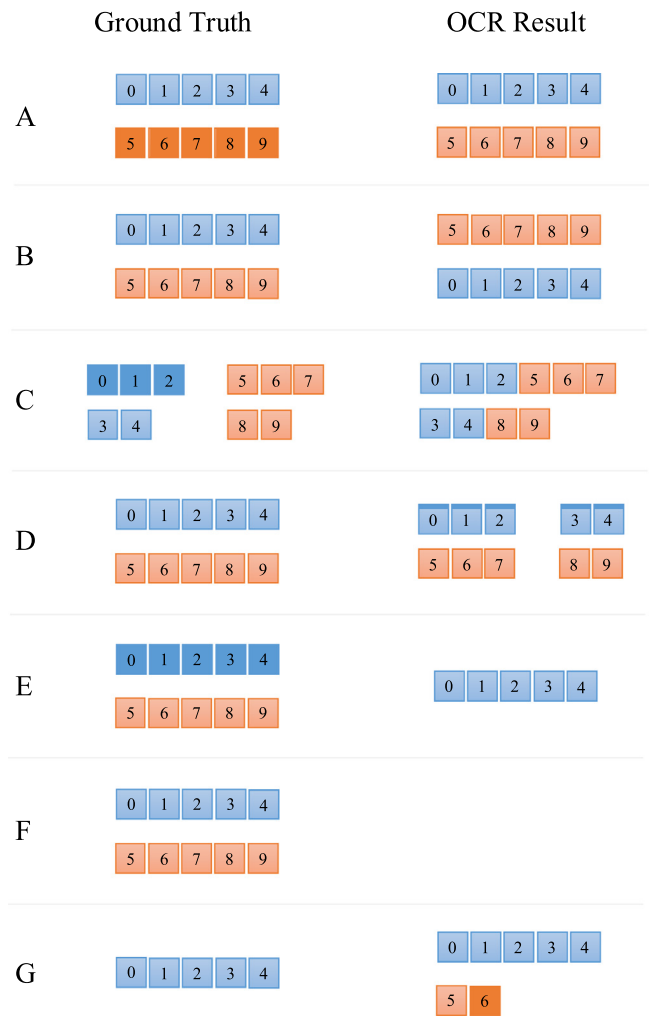 Ground Truth OCR Result
A
0 1 2 3 4 0 1 2 3 4
5 6 7 8 9 5 6 7 8 9
B
0 1 2 3 4 5 6 7 8 9
5 6 7 8 9 0 1 2 3 4
C
0 1 2 5 6 7 0 1 2 5 6 7
3 4 8 9 3 4 8 9
D
0 1 2 3 4 0 1 2 3 4
5 6 7 8 9 5 6 7 8 9
E
0 1 2 3 4 0 1 2 3 4
5 6 7 8 9
F
0 1 2 3 4
5 6 7 8 9
G
0 1 2 3 4 0 1 2 3 4
5 6